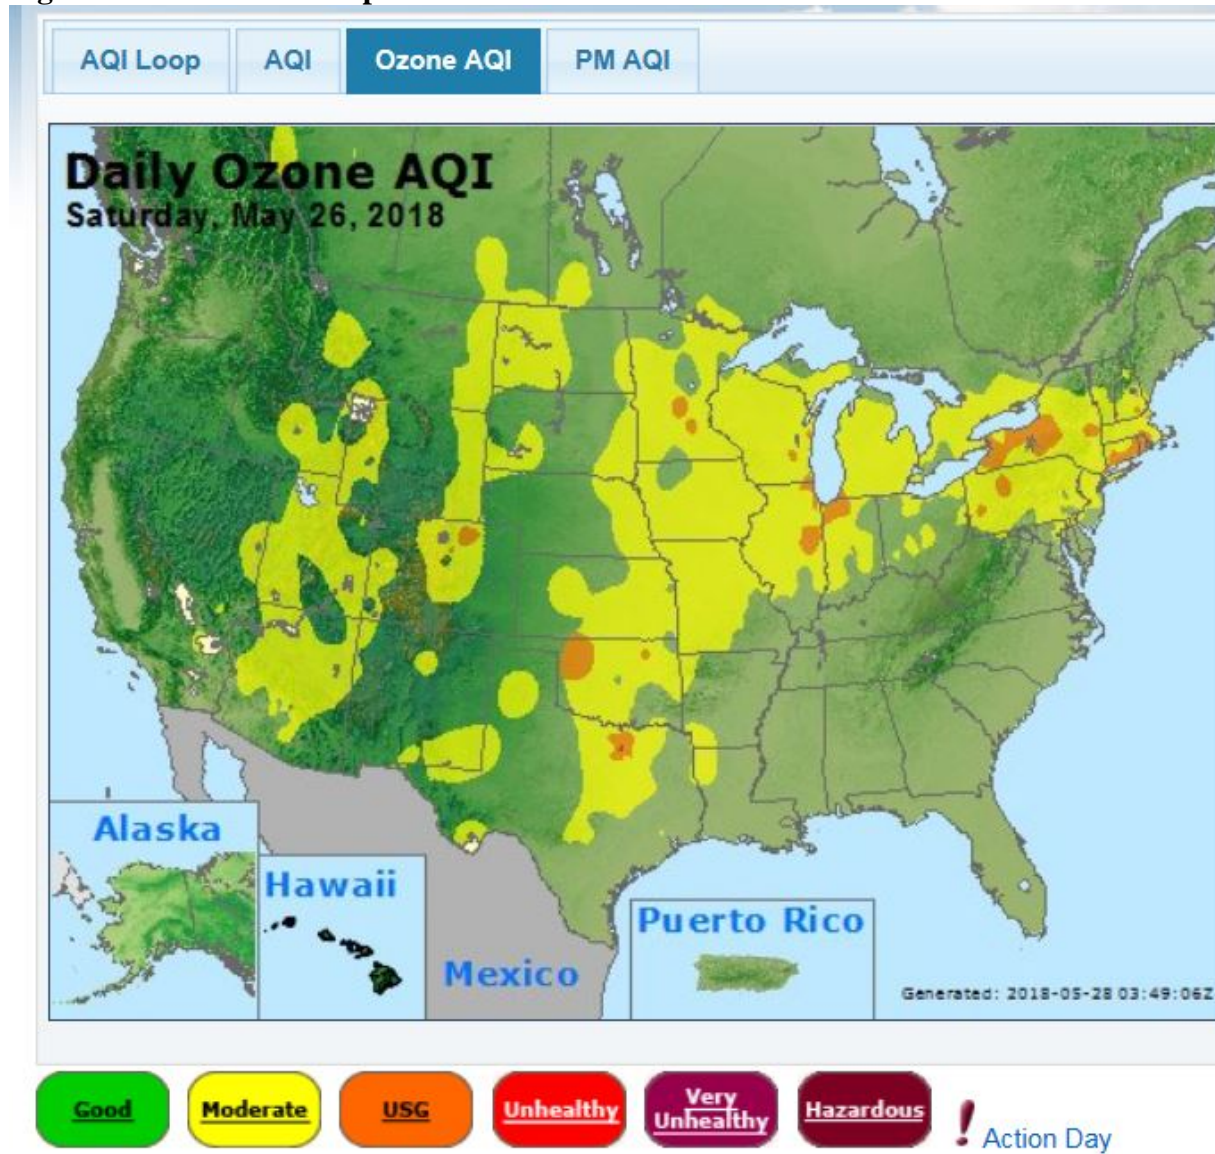 AQI Loop AQI Ozone AQI PM AQI
Daily Ozone AQI
Saturday, May 26, 2018
Alaska
Hawaii
Puerto Rico
Mexico
Generated: 2018-05-28 03:49:06Z
Good Moderate USG Unhealthy Very Unhealthy Hazardous
Action Day